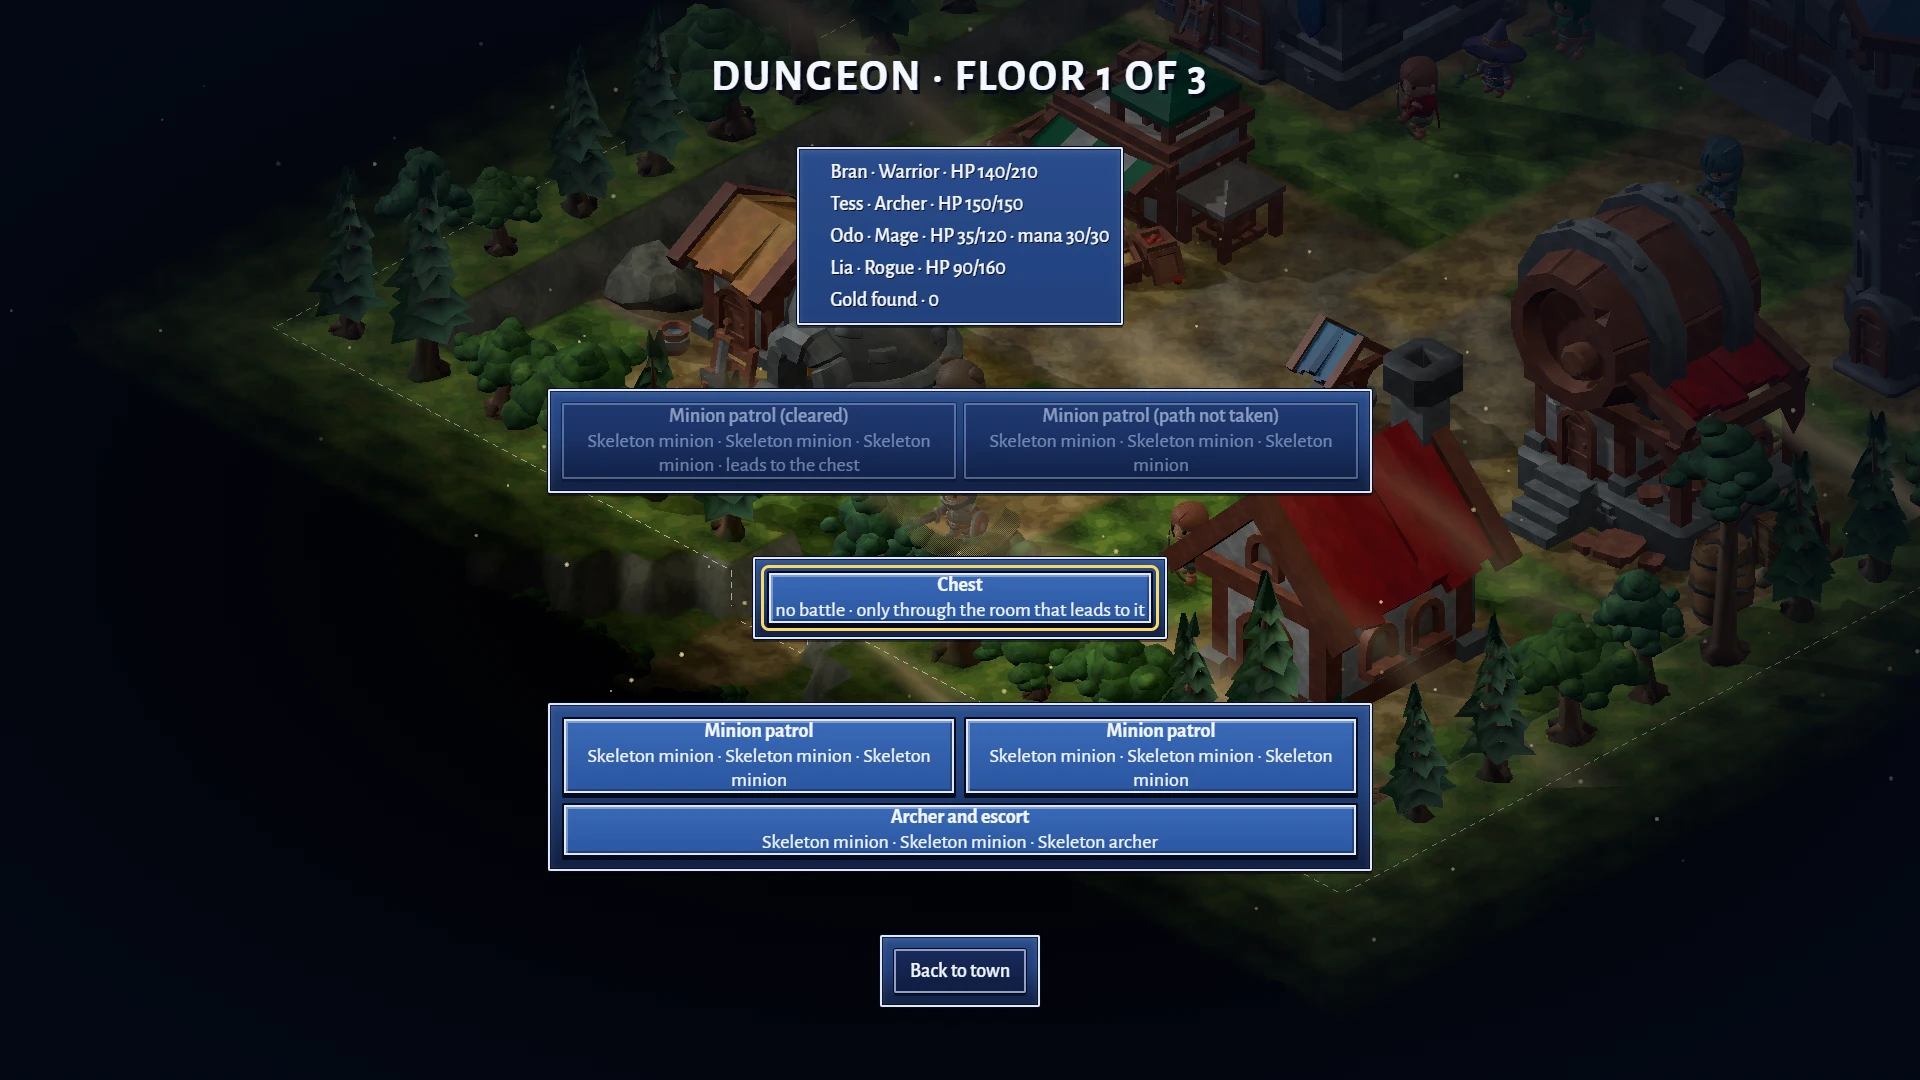 DUNGEON · FLOOR 1 OF 3
Bran · Warrior · HP 140/210
Tess · Archer · HP 150/150
Odo · Mage · HP 35/120 · mana 30/30
Lia · Rogue · HP 90/160
Gold found · 0
Minion patrol (cleared)
Skeleton minion · Skeleton minion · Skeleton
minion · leads to the chest
Minion patrol (path not taken)
Skeleton minion · Skeleton minion · Skeleton
minion
Chest
no battle · only through the room that leads to it
Minion patrol
Skeleton minion · Skeleton minion · Skeleton
minion
Minion patrol
Skeleton minion · Skeleton minion · Skeleton
minion
Archer and escort
Skeleton minion · Skeleton minion · Skeleton archer
Back to town